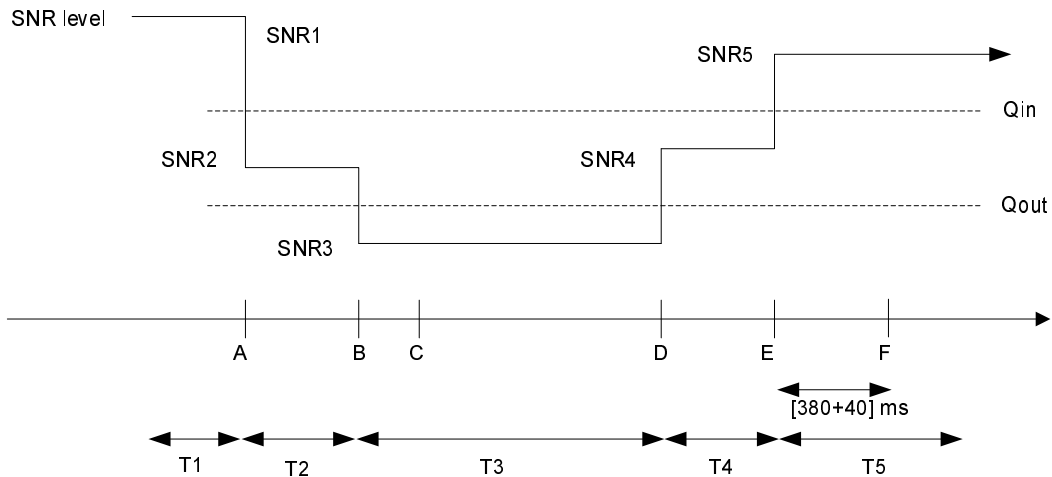 SNR level
SNR1
SNR5
Qin
SNR2
SNR4
Qout
SNR3
A
B
C
D
E
F
[380+40] ms
T1
T2
T3
T4
T5